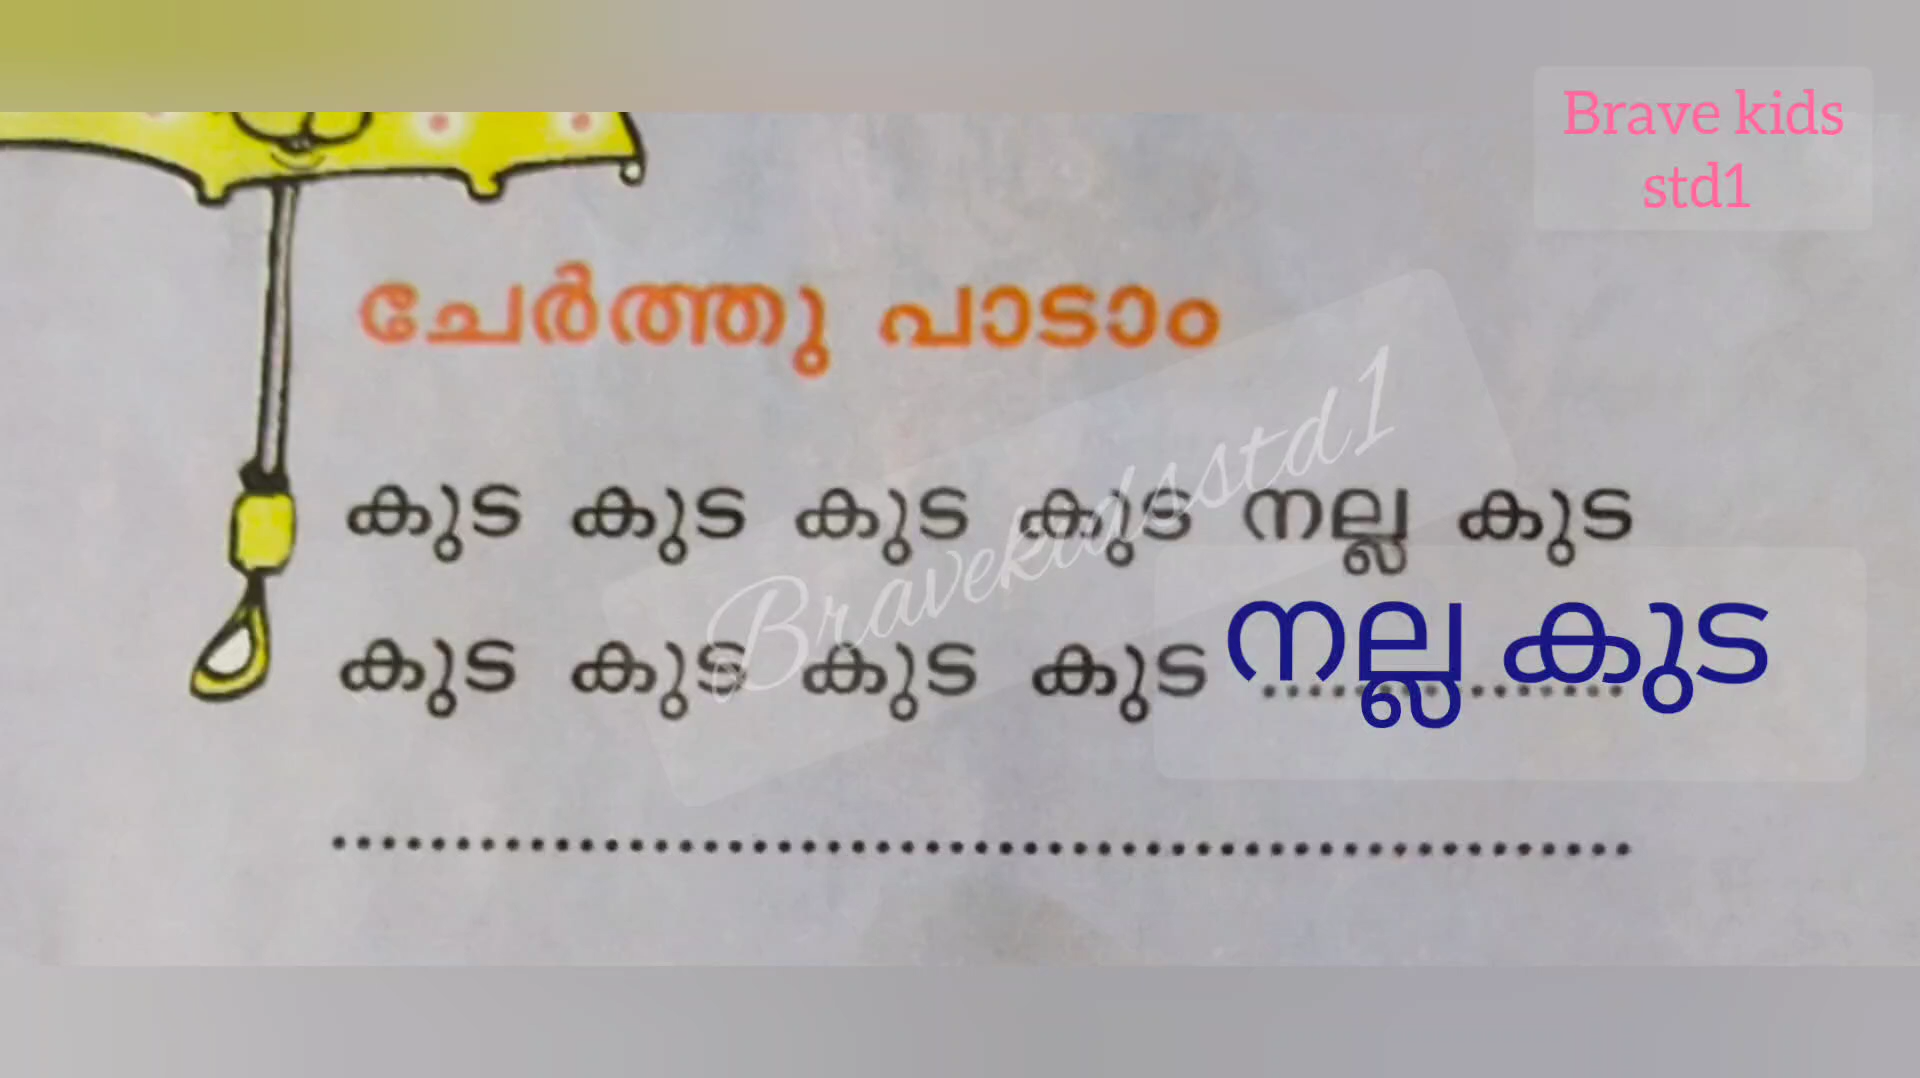 Brave kids
std1
ചേർത്തു പാടാം
കുട കുട കുട കുട നല്ല കുട
കുട കുട കുട കുട നല്ല കുട
Bravekidsstd1